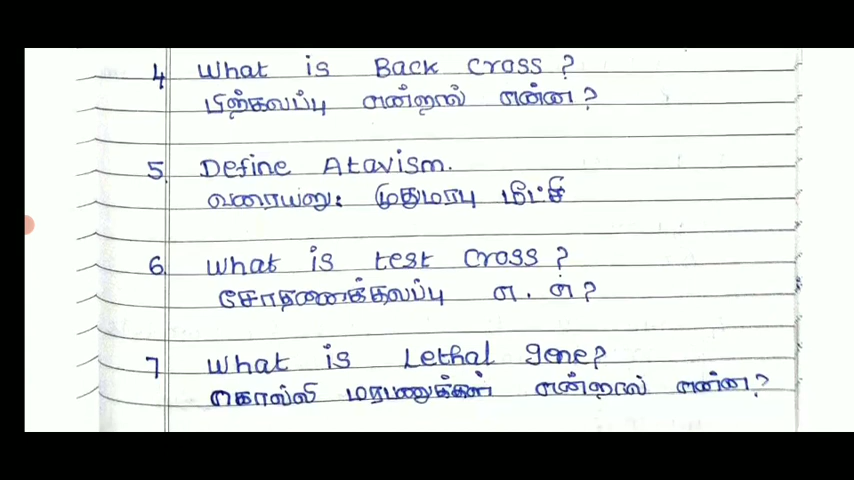 4 What is Back Cross?
பிற்கலப்பு என்றால் என்ன?
5. Define Atavism.
வரையறு: முதுமரபு மீட்சி
6. What is test Cross?
சோதனைக்கலப்பு எ. எ?
7 What is Lethal gene?
கொல்லி மரபணுக்கள் என்றால் என்ன?